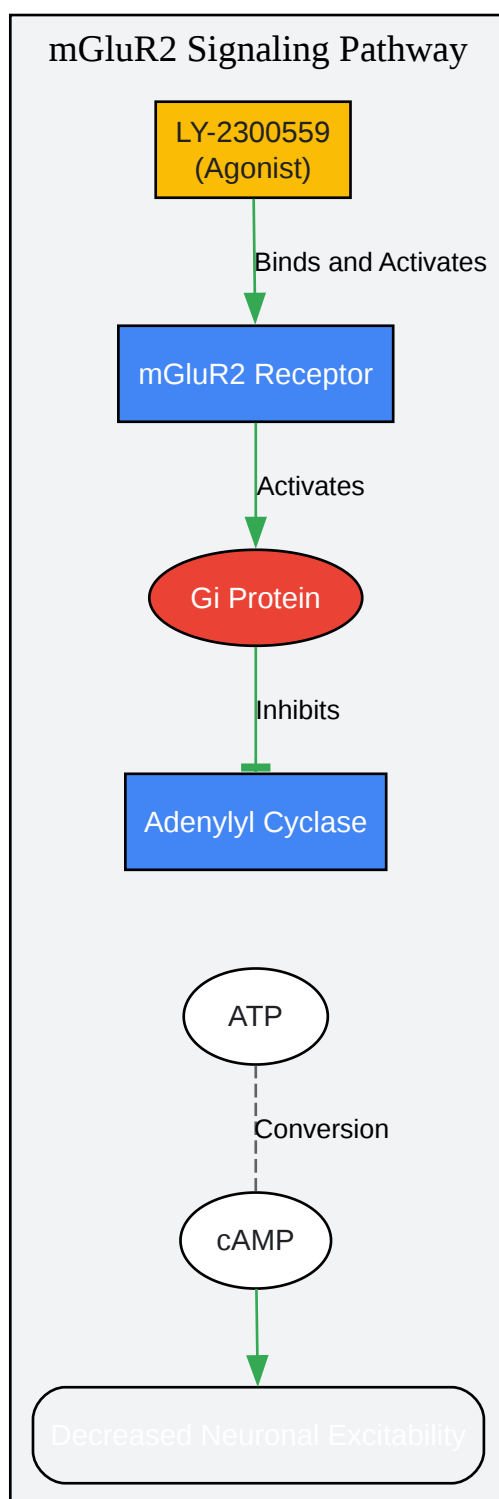 mGluR2 Signaling Pathway
LY-2300559
(Agonist)
Binds and Activates
mGluR2 Receptor
Activates
Gi Protein
Inhibits
Adenylyl Cyclase
ATP
Conversion
cAMP
Decreased Neuronal Excitability